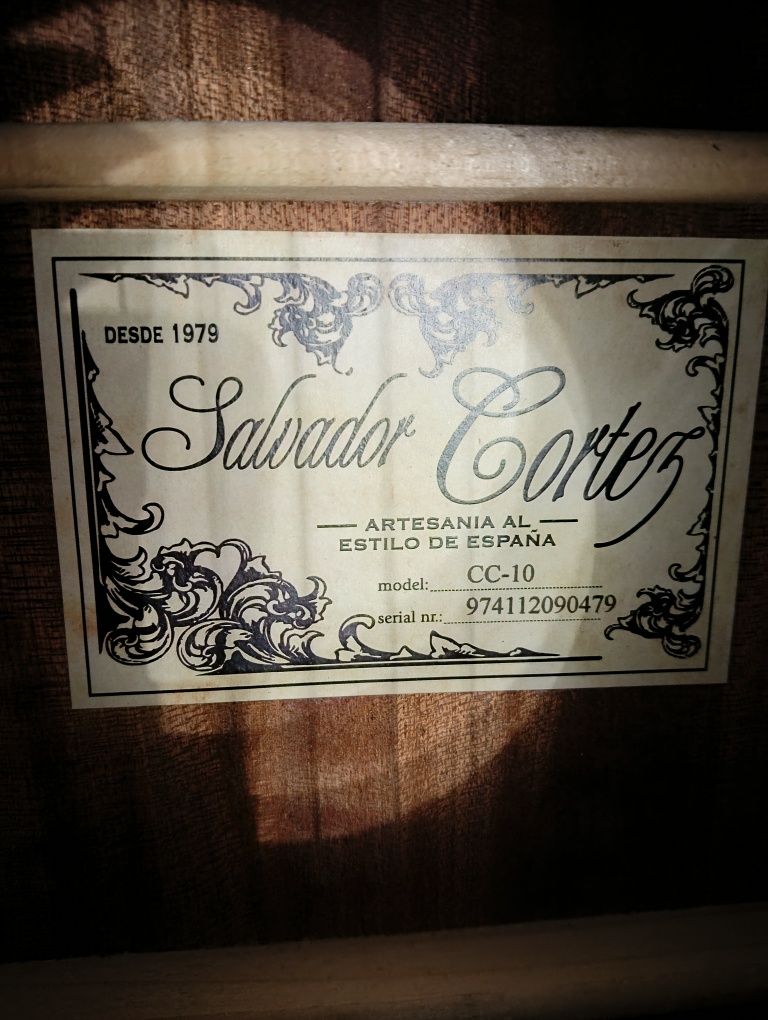 DESDE 1979
Salvador Cortez
ARTESANIA AL
ESTILO DE ESPAÑA
model: CC-10
serial nr.: 974112090479